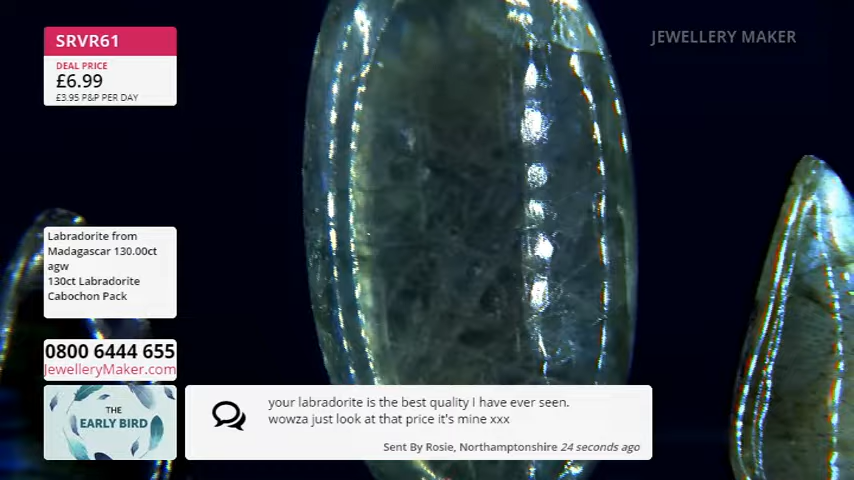 SRVR61
DEAL PRICE
£6.99
£3.95 P&P PER DAY
JEWELLERY MAKER
Labradorite from
Madagascar 130.00ct
agw
130ct Labradorite
Cabochon Pack
0800 6444 655
JewelleryMaker.com
THE
EARLY BIRD
your labradorite is the best quality I have ever seen.
wowza just look at that price it's mine xxx
Sent By Rosie, Northamptonshire 24 seconds ago